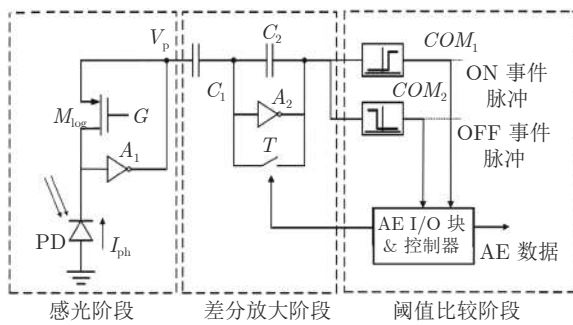 V_p
C_1
C_2
COM_1
ON 事件
脉冲
COM_2
OFF 事件
脉冲
M_log
G
A_1
A_2
T
PD
I_ph
AE I/O 块
& 控制器
AE 数据
感光阶段
差分放大阶段
阈值比较阶段